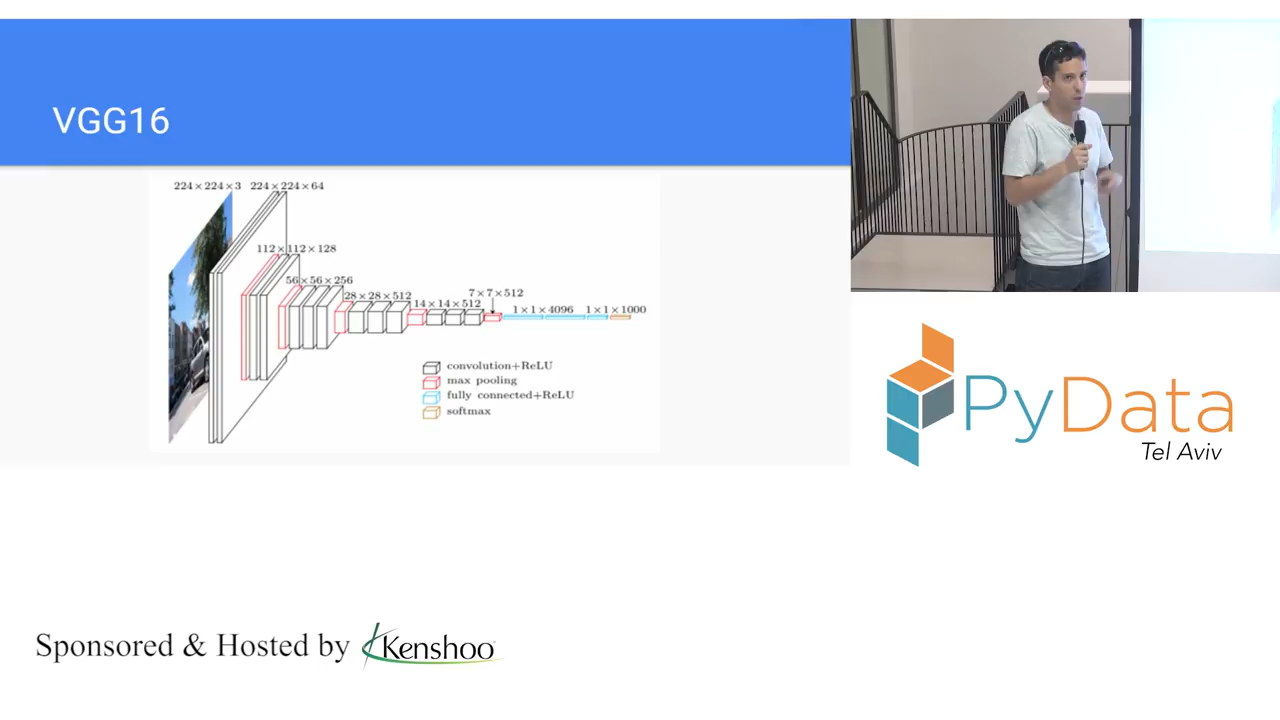 VGG16
224×224×3 224×224×64
112×112×128
56×56×256
28×28×512
14×14×512
7×7×512
1×1×4096 1×1×1000
convolution+ReLU
max pooling
fully connected+ReLU
softmax
PyData
Tel Aviv
Sponsored & Hosted by Kenshoo